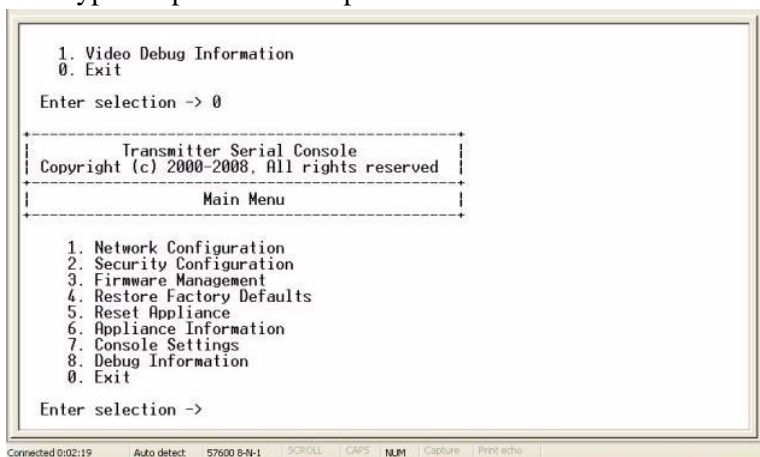 1. Video Debug Information
0. Exit
Enter selection -> 0
Transmitter Serial Console
Copyright (c) 2000-2008, All rights reserved
Main Menu
1. Network Configuration
2. Security Configuration
3. Firmware Management
4. Restore Factory Defaults
5. Reset Appliance
6. Appliance Information
7. Console Settings
8. Debug Information
0. Exit
Enter selection ->
Connected 0:02:19 Auto detect 57600 8-N-1 SCROLL CAPS NUM Capture Print echo